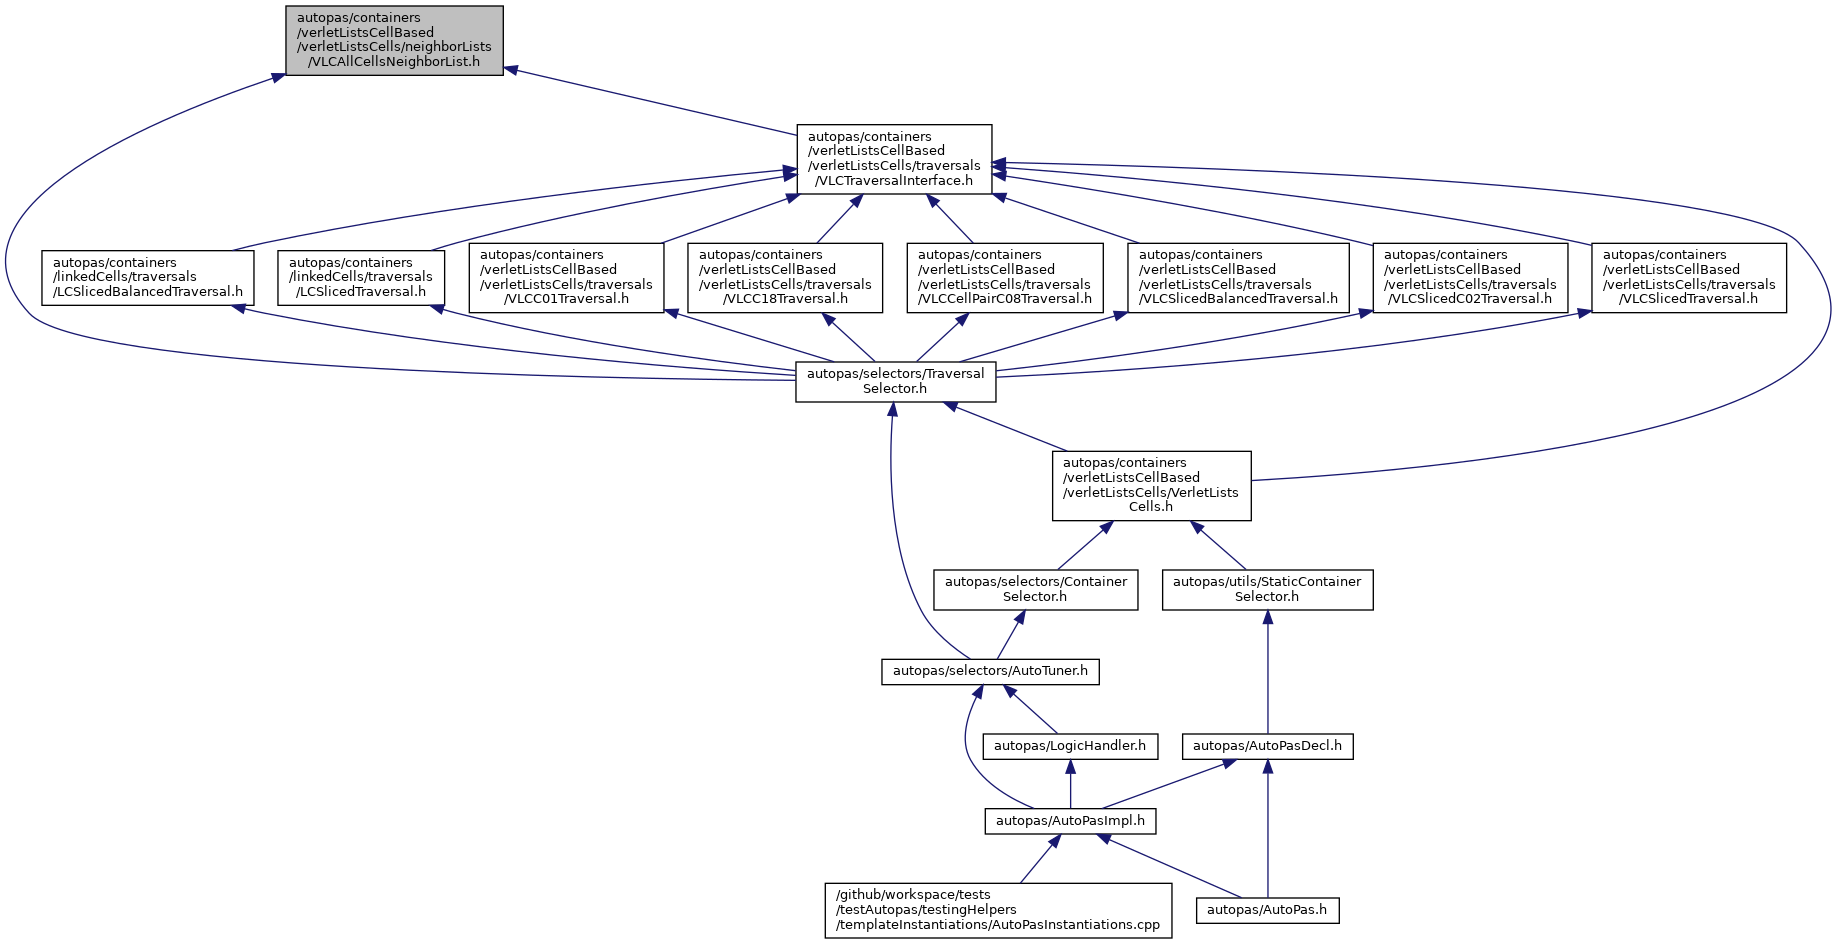 autopas/containers
/verletListsCellBased
/verletListsCells/neighborLists
/VLCAllCellsNeighborList.h
autopas/containers
/verletListsCellBased
/verletListsCells/traversals
/VLCTraversalInterface.h
autopas/containers
/linkedCells/traversals
/LCSlicedBalancedTraversal.h
autopas/containers
/linkedCells/traversals
/LCSlicedTraversal.h
autopas/containers
/verletListsCellBased
/verletListsCells/traversals
/VLCC01Traversal.h
autopas/containers
/verletListsCellBased
/verletListsCells/traversals
/VLCC18Traversal.h
autopas/containers
/verletListsCellBased
/verletListsCells/traversals
/VLCCellPairC08Traversal.h
autopas/containers
/verletListsCellBased
/verletListsCells/traversals
/VLCSlicedBalancedTraversal.h
autopas/containers
/verletListsCellBased
/verletListsCells/traversals
/VLCSlicedC02Traversal.h
autopas/containers
/verletListsCellBased
/verletListsCells/traversals
/VLCSlicedTraversal.h
autopas/selectors/Traversal
Selector.h
autopas/containers
/verletListsCellBased
/verletListsCells/VerletLists
Cells.h
autopas/selectors/Container
Selector.h
autopas/utils/StaticContainer
Selector.h
autopas/selectors/AutoTuner.h
autopas/LogicHandler.h
autopas/AutoPasDecl.h
autopas/AutoPasImpl.h
/github/workspace/tests
/testAutopas/testingHelpers
/templateInstantiations/AutoPasInstantiations.cpp
autopas/AutoPas.h